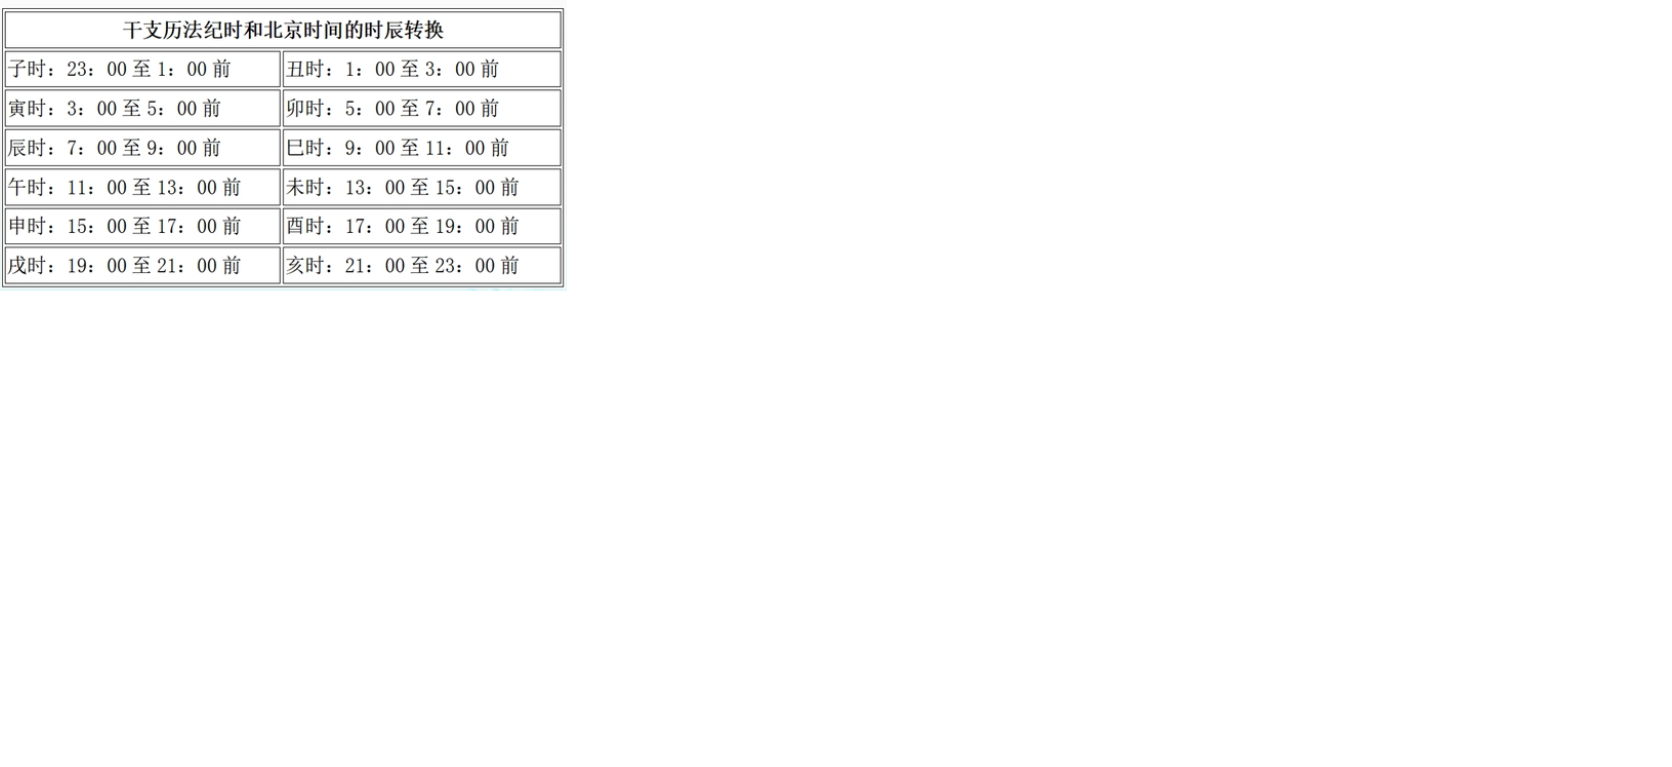 干支历法纪时和北京时间的时辰转换
子时：23：00 至 1：00 前 丑时：1：00 至 3：00 前
寅时：3：00 至 5：00 前 卯时：5：00 至 7：00 前
辰时：7：00 至 9：00 前 巳时：9：00 至 11：00 前
午时：11：00 至 13：00 前 未时：13：00 至 15：00 前
申时：15：00 至 17：00 前 酉时：17：00 至 19：00 前
戌时：19：00 至 21：00 前 亥时：21：00 至 23：00 前